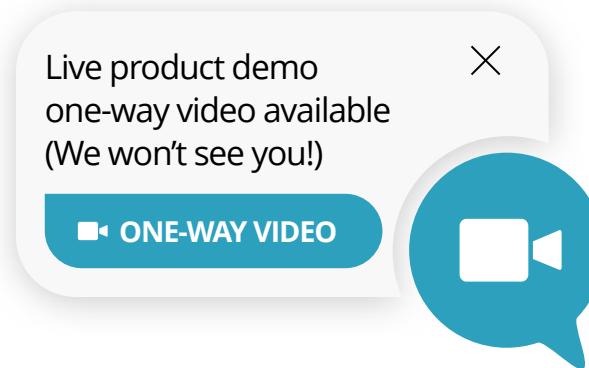 Live product demo
one-way video available
(We won't see you!)
ONE-WAY VIDEO